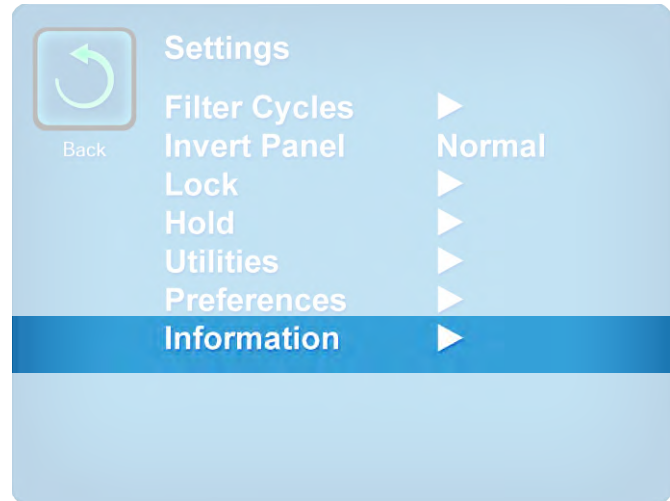 Settings
Back
Filter Cycles
Invert Panel Normal
Lock
Hold
Utilities
Preferences
Information